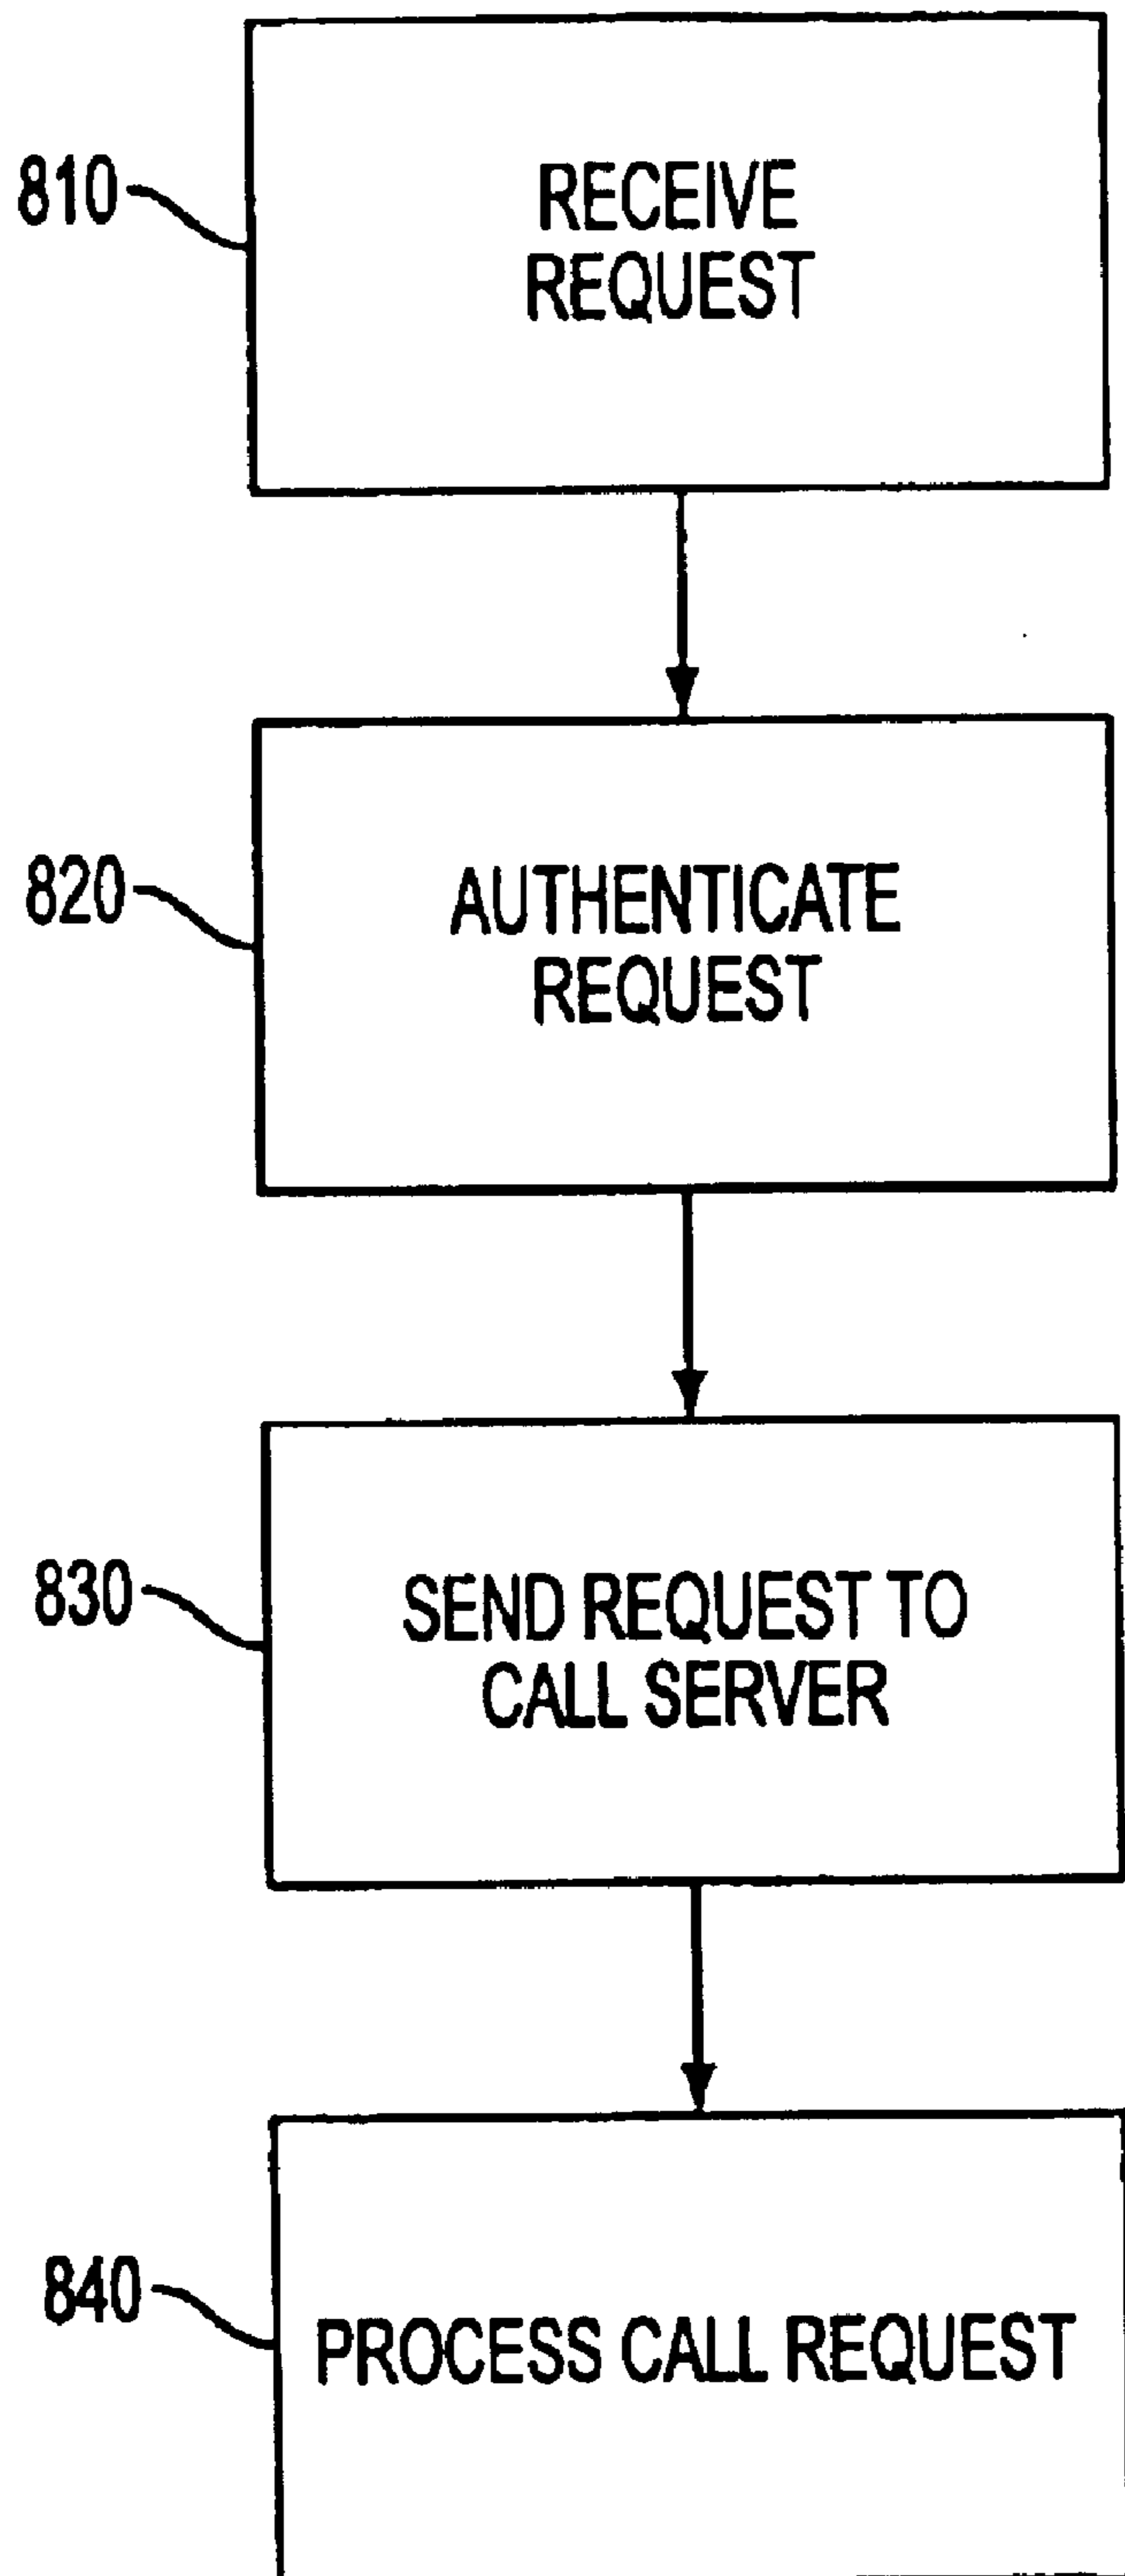 810
RECEIVE
REQUEST
820
AUTHENTICATE
REQUEST
830
SEND REQUEST TO
CALL SERVER
840
PROCESS CALL REQUEST